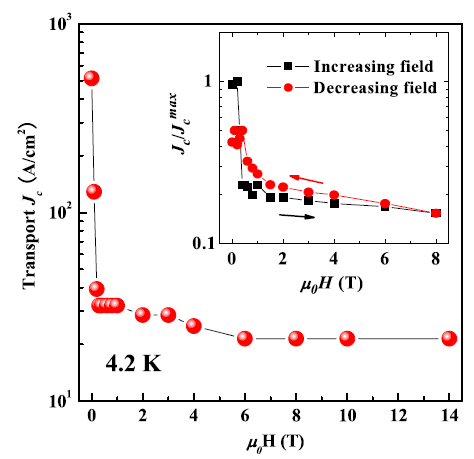 10³
10²
10¹
Transport J_c (A/cm²)
0 2 4 6 8 10 12 14
μ₀H (T)
4.2 K
1
0.1
J_c/J_c^max
Increasing field
Decreasing field
0 2 4 6 8
μ₀H (T)